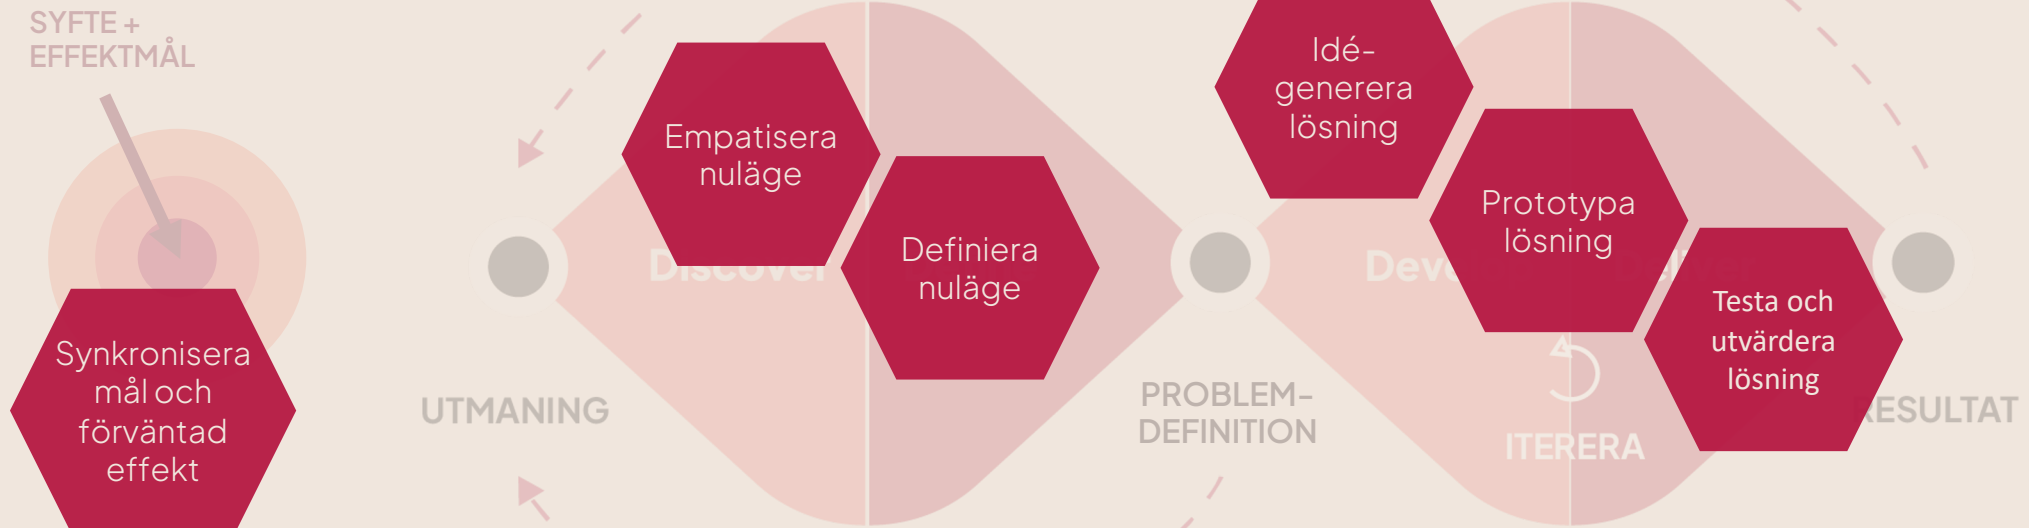 SYFTE +
EFFEKTMÅL
Synkronisera
mål och
förväntad
effekt
UTMANING
Empatisera
nuläge
Discover
Definiera
nuläge
PROBLEM-
DEFINITION
Idé-
generera
lösning
Prototypa
lösning
ITERERA
Testa och
utvärdera
lösning
RESULTAT